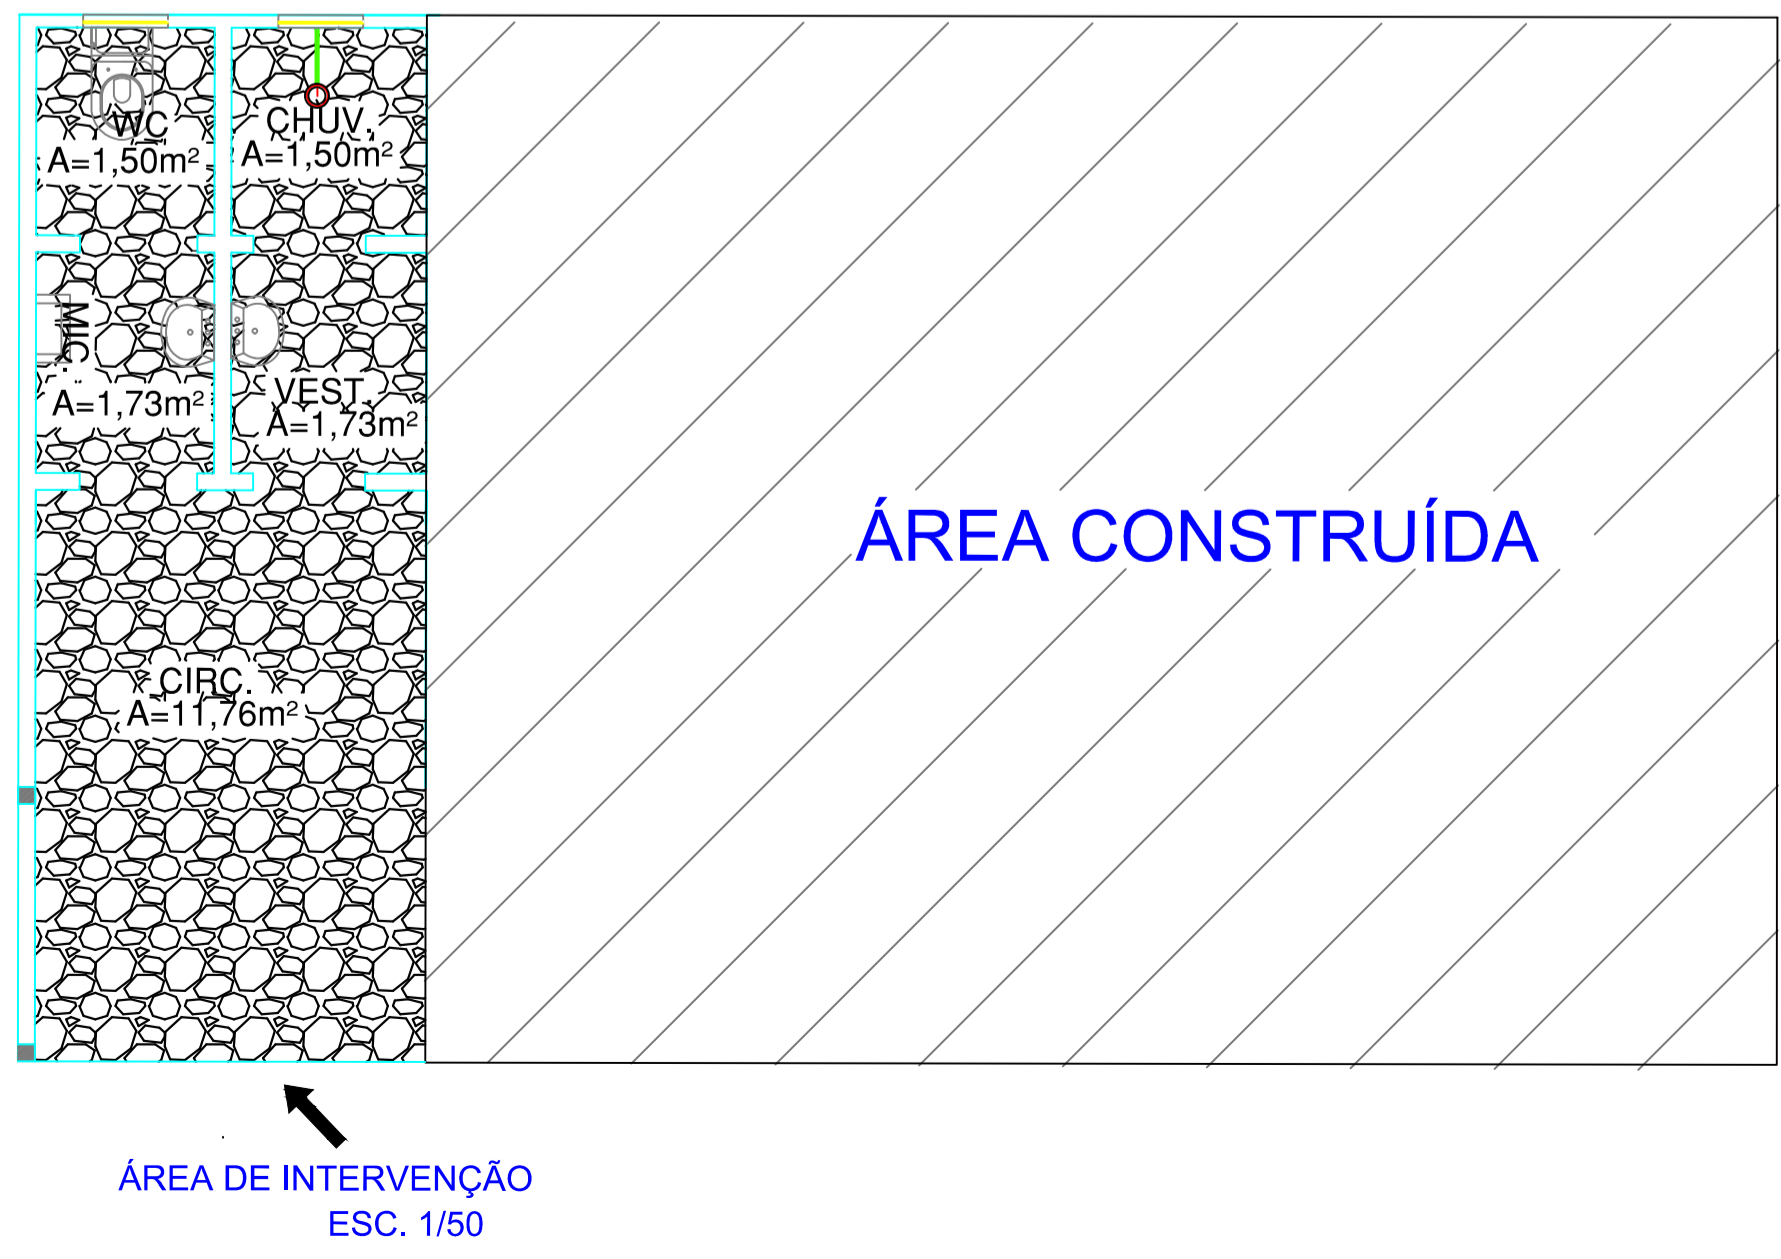 WC
A=1,50m²
CHUV.
A=1,50m²
MIC.
A=1,73m²
VEST.
A=1,73m²
ÁREA CONSTRUÍDA
CIRC.
A=11,76m²
ÁREA DE INTERVENÇÃO
ESC. 1/50